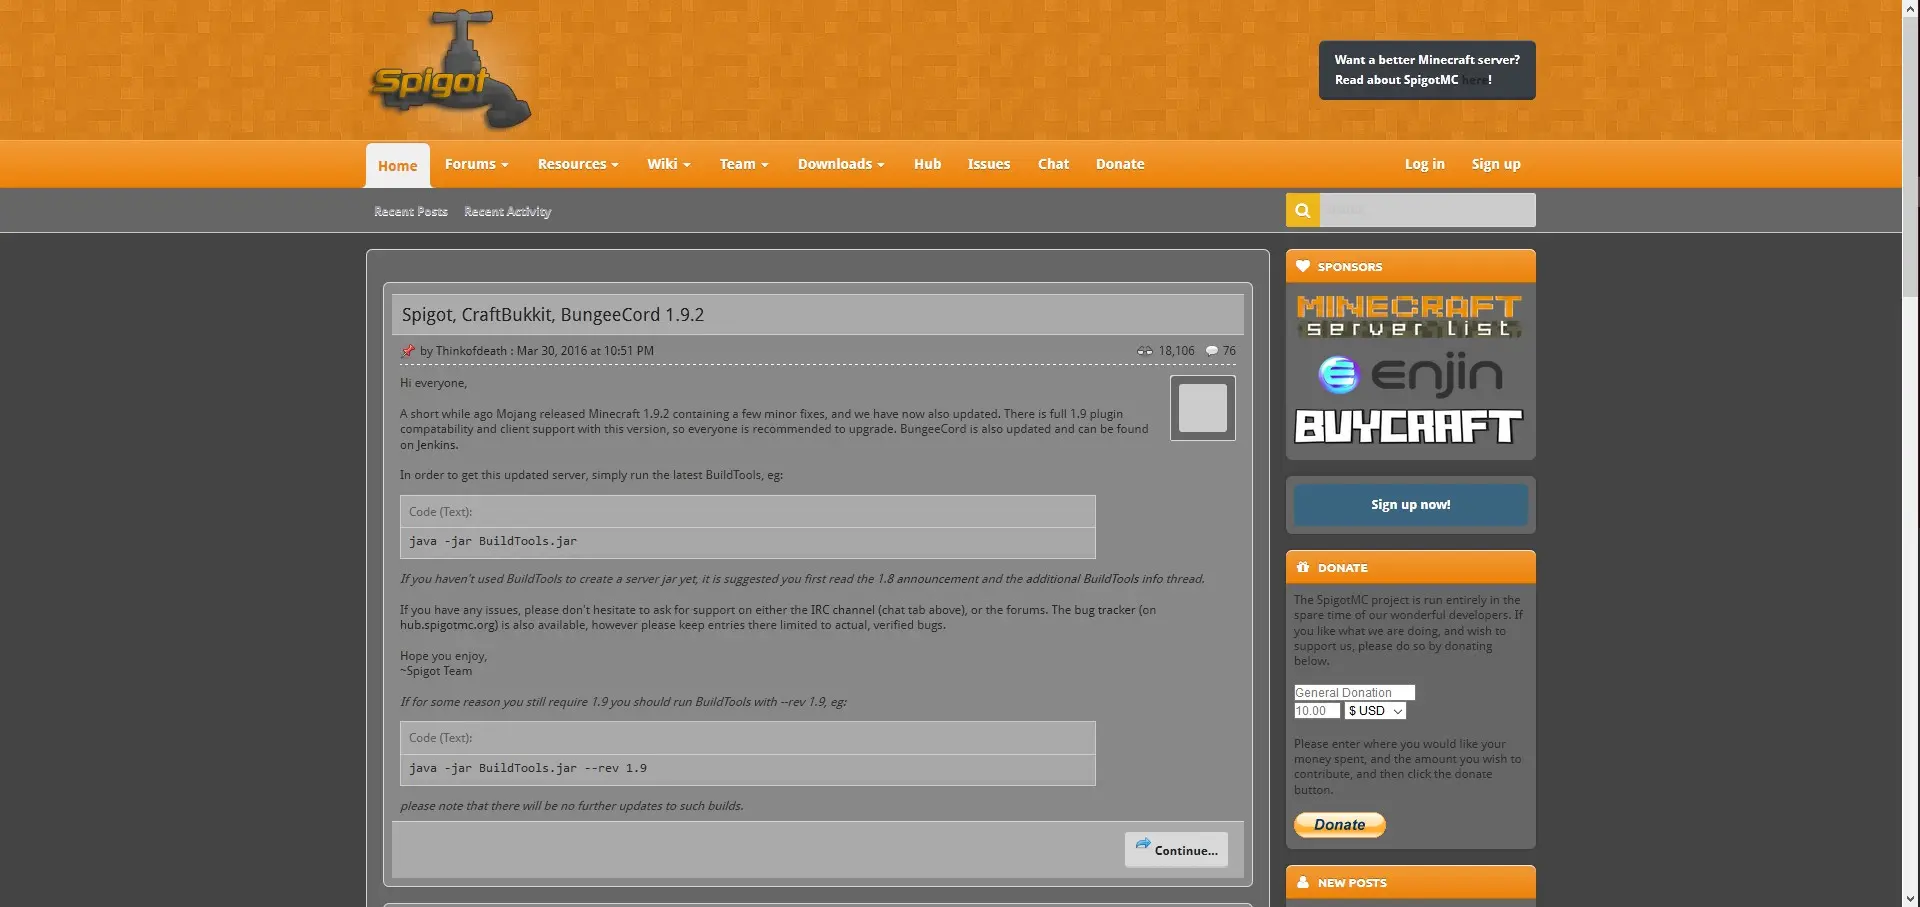 Spigot
Want a better Minecraft server?
Read about SpigotMC here!
Home
Forums
Resources
Wiki
Team
Downloads
Hub
Issues
Chat
Donate
Log in
Sign up
Recent Posts
Recent Activity
Spigot, CraftBukkit, BungeeCord 1.9.2
by Thinkofdeath : Mar 30, 2016 at 10:51 PM
18,106
76
Hi everyone,
A short while ago Mojang released Minecraft 1.9.2 containing a few minor fixes, and we have now also updated. There is full 1.9 plugin
compatability and client support with this version, so everyone is recommended to upgrade. BungeeCord is also updated and can be found
on Jenkins.
In order to get this updated server, simply run the latest BuildTools, eg:
Code (Text):
java -jar BuildTools.jar
If you haven't used BuildTools to create a server jar yet, it is suggested you first read the 1.8 announcement and the additional BuildTools info thread.
If you have any issues, please don't hesitate to ask for support on either the IRC channel (chat tab above), or the forums. The bug tracker (on
hub.spigotmc.org) is also available, however please keep entries there limited to actual, verified bugs.
Hope you enjoy,
~Spigot Team
If for some reason you still require 1.9 you should run BuildTools with --rev 1.9, eg:
Code (Text):
java -jar BuildTools.jar --rev 1.9
please note that there will be no further updates to such builds.
Continue...
SPONSORS
MINECRAFT
server list
enjin
BUYCRAFT
Sign up now!
DONATE
The SpigotMC project is run entirely in the
spare time of our wonderful developers. If
you like what we are doing, and wish to
support us, please do so by donating
below.
General Donation
10.00
$ USD
Please enter where you would like your
money spent, and the amount you wish to
contribute, and then click the donate
button.
Donate
NEW POSTS